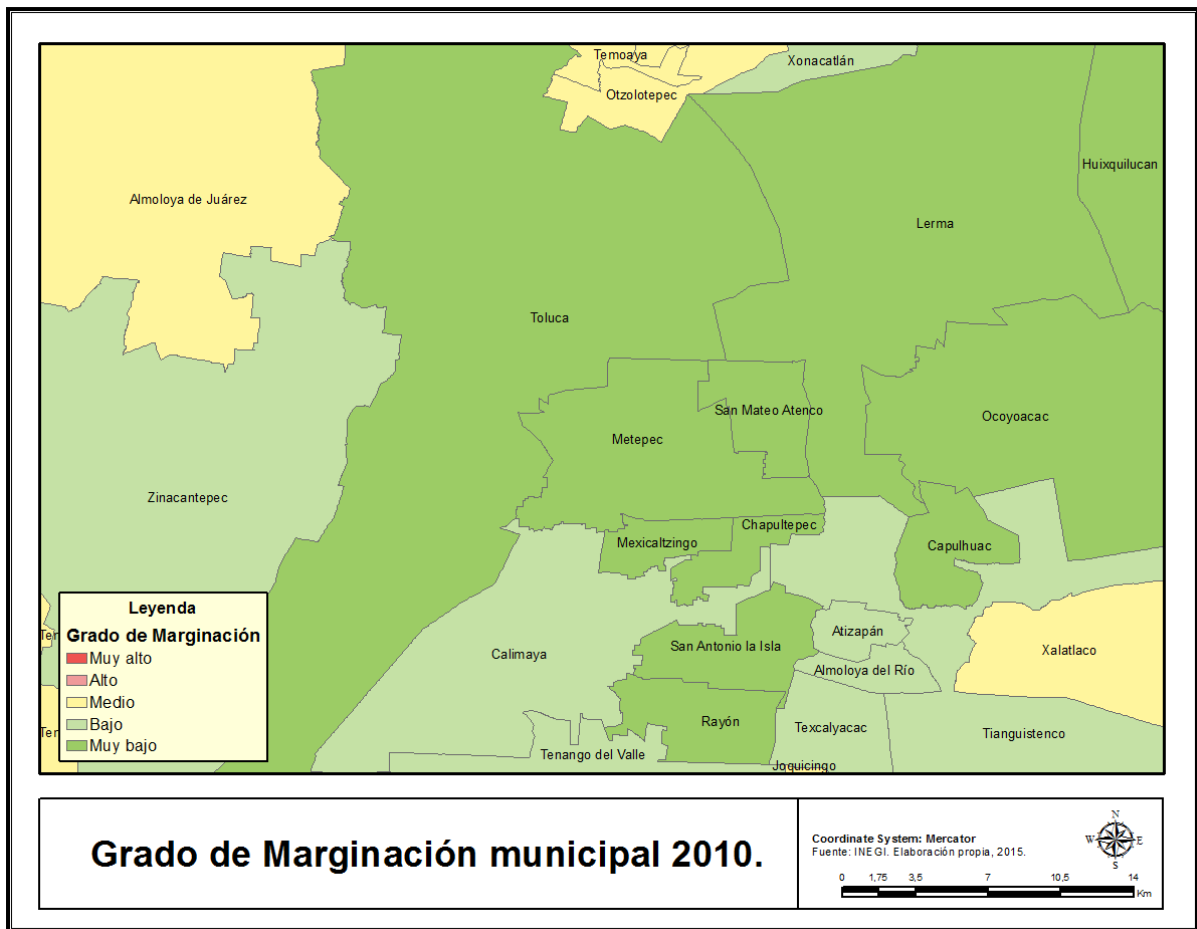 Temoaya
Xonacatlán
Otzolotepec
Huixquilucan
Almoloya de Juárez
Lerma
Toluca
San Mateo Atenco
Ocoyoacac
Metepec
Zinacantepec
Chapultepec
Mexicaltzingo
Capulhuac
San Antonio la Isla
Atizapán
Calimaya
Xalatlaco
Almoloya del Río
Rayón
Texcalyacac
Tianguistenco
Tenango del Valle
Joquicingo
Leyenda
Grado de Marginación
Muy alto
Alto
Medio
Bajo
Muy bajo
Ter
Ter
Grado de Marginación municipal 2010.
Coordinate System: Mercator
Fuente: INEGI. Elaboración propia, 2015.
N
W E
S
0 1,75 3,5 7 10,5 14
Km